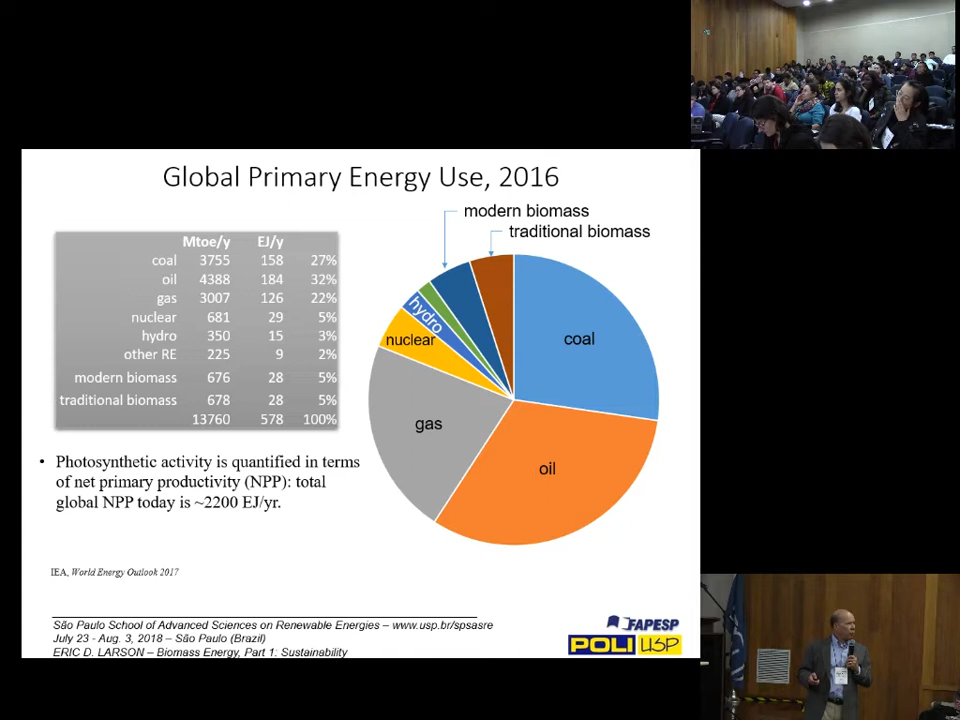 Global Primary Energy Use, 2016
Mtoe/y EJ/y
coal 3755 158 27%
oil 4388 184 32%
gas 3007 126 22%
nuclear 681 29 5%
hydro 350 15 3%
other RE 225 9 2%
modern biomass 676 28 5%
traditional biomass 678 28 5%
13760 578 100%
modern biomass
traditional biomass
coal
oil
gas
nuclear
hydro
• Photosynthetic activity is quantified in terms
of net primary productivity (NPP): total
global NPP today is ~2200 EJ/yr.
IEA, World Energy Outlook 2017
São Paulo School of Advanced Sciences on Renewable Energies – www.usp.br/spsasre
July 23 - Aug. 3, 2018 – São Paulo (Brazil)
ERIC D. LARSON – Biomass Energy, Part 1: Sustainability
FAPESP
POLI USP